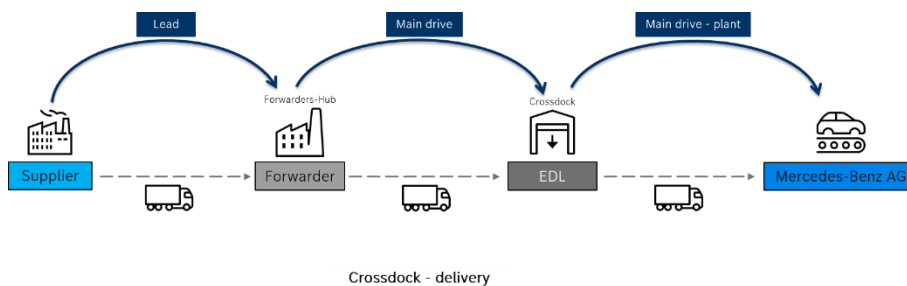 Lead
Main drive
Main drive - plant
Forwarders-Hub
Crossdock
Supplier
Forwarder
EDL
Mercedes-Benz AG
Crossdock - delivery